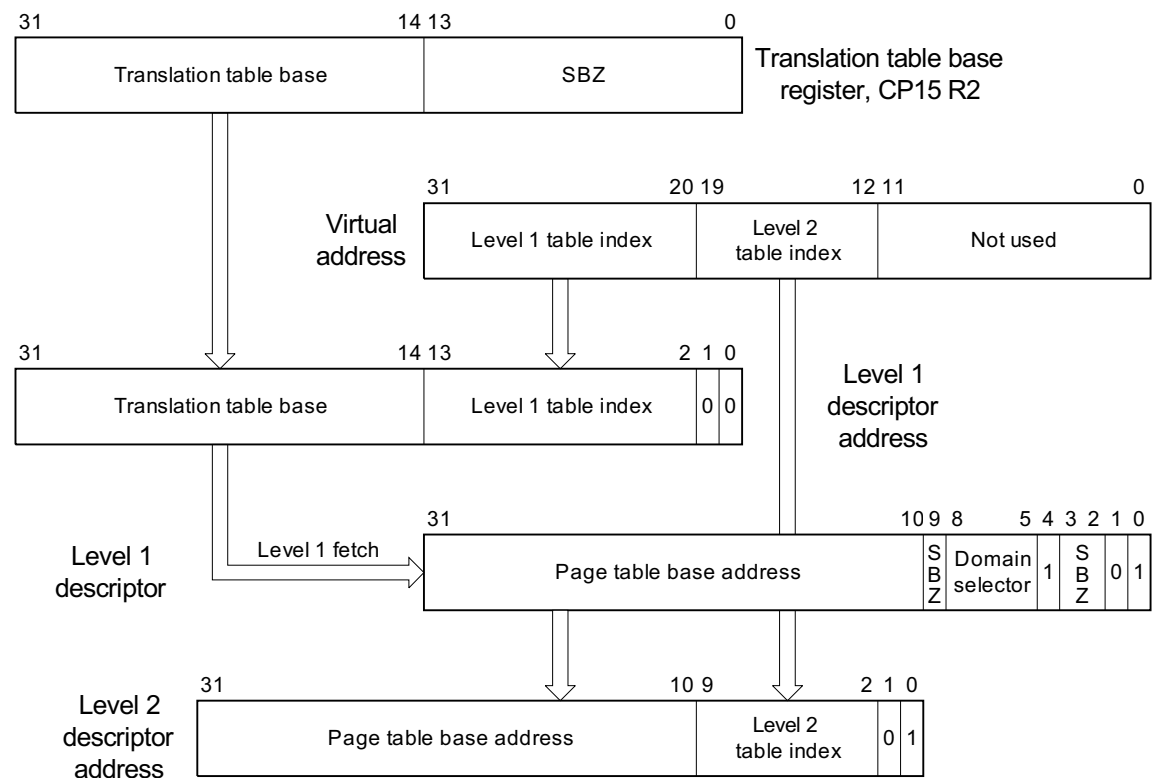 31 14 13 0
Translation table base SBZ
Translation table base
register, CP15 R2
31 20 19 12 11 0
Virtual
address
Level 1 table index
Level 2
table index
Not used
31 14 13 2 1 0
Translation table base Level 1 table index 0 0
Level 1
descriptor
address
31 10 9 8 5 4 3 2 1 0
Level 1
descriptor
Level 1 fetch
Page table base address
S
B
Z
Domain
selector
1
S
B
Z
0 1
31 10 9 2 1 0
Level 2
descriptor
address
Page table base address
Level 2
table index
0 1